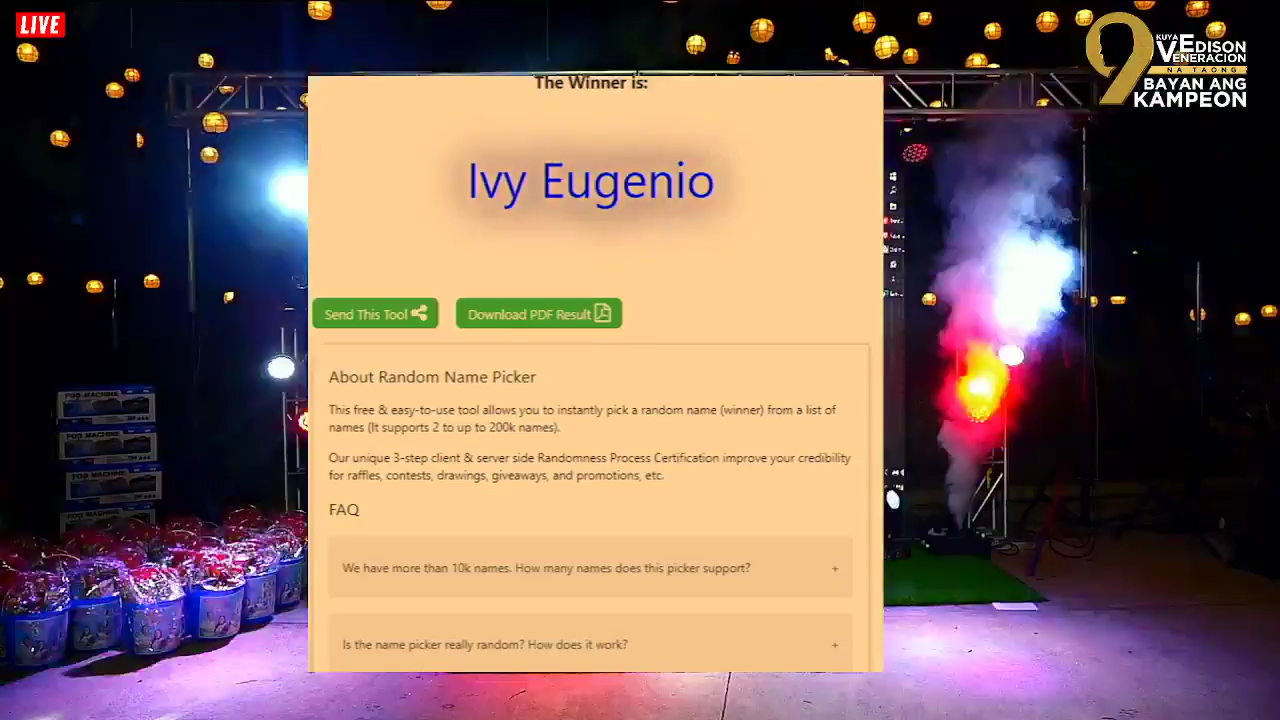 LIVE
KUYA
VEDISON
VENERACION
NA TAONG
BAYAN ANG
KAMPEON
9
The Winner is:
Ivy Eugenio
Send This Tool
Download PDF Result
About Random Name Picker
This free & easy-to-use tool allows you to instantly pick a random name (winner) from a list of
names (It supports 2 to up to 200k names).
Our unique 3-step client & server side Randomness Process Certification improve your credibility
for raffles, contests, drawings, giveaways, and promotions, etc.
FAQ
We have more than 10k names. How many names does this picker support? +
Is the name picker really random? How does it work? +
FOG MACHINE
FOG MACHINE